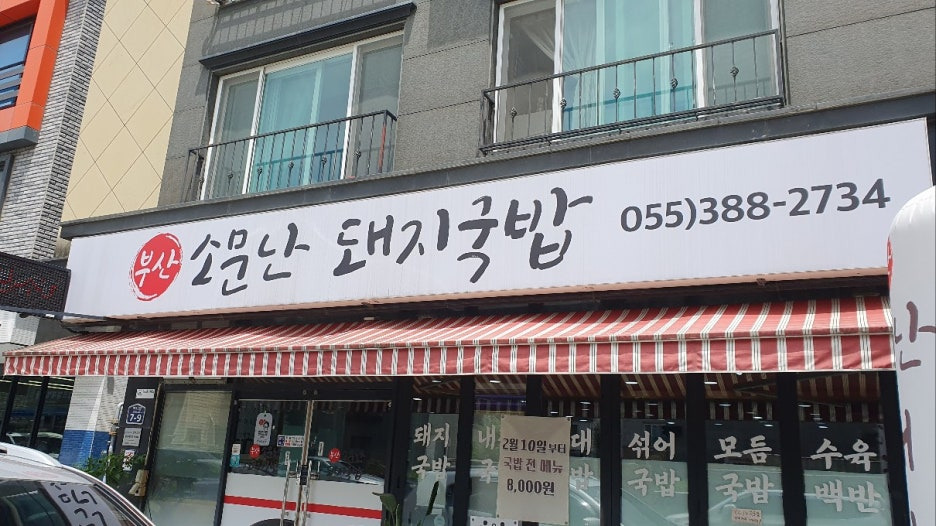 부산 소문난 돼지국밥 055)388-2734
7-9
돼지
국밥
2월 10일 부터
국밥 전 메뉴
8,000원
섞어
국밥
모듬
국밥
수육
백반